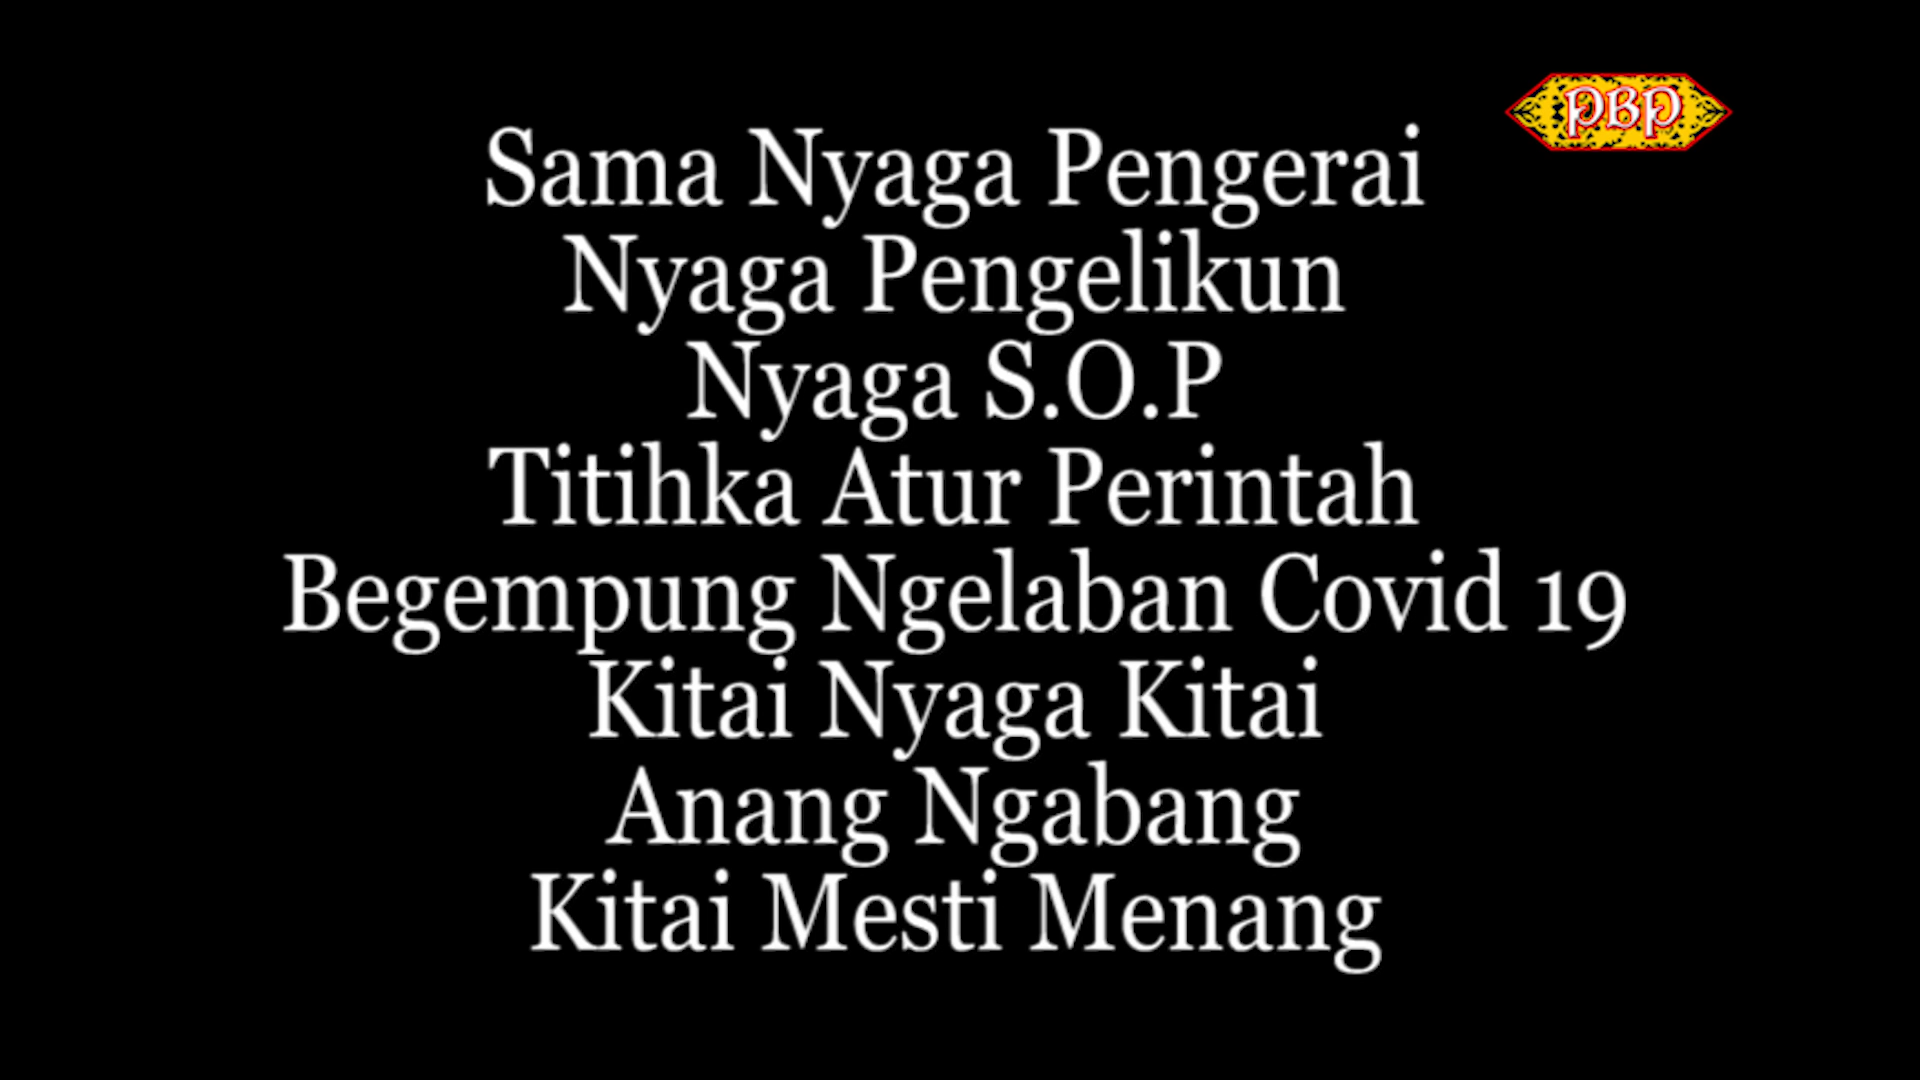 PBP
Sama Nyaga Pengerai
Nyaga Pengelikun
Nyaga S.O.P
Titihka Atur Perintah
Begempung Ngelaban Covid 19
Kitai Nyaga Kitai
Anang Ngabang
Kitai Mesti Menang